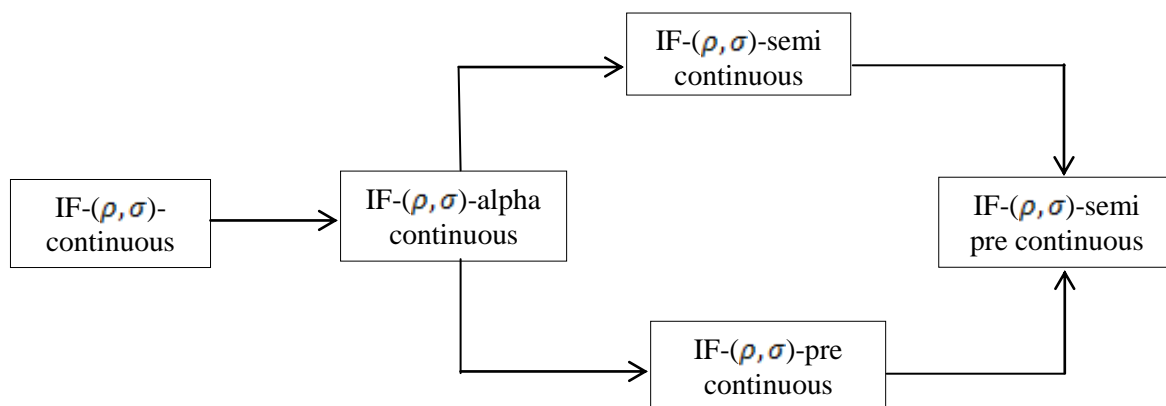 IF-(ρ, σ)-
continuous
IF-(ρ, σ)-alpha
continuous
IF-(ρ, σ)-semi
continuous
IF-(ρ, σ)-pre
continuous
IF-(ρ, σ)-semi
pre continuous